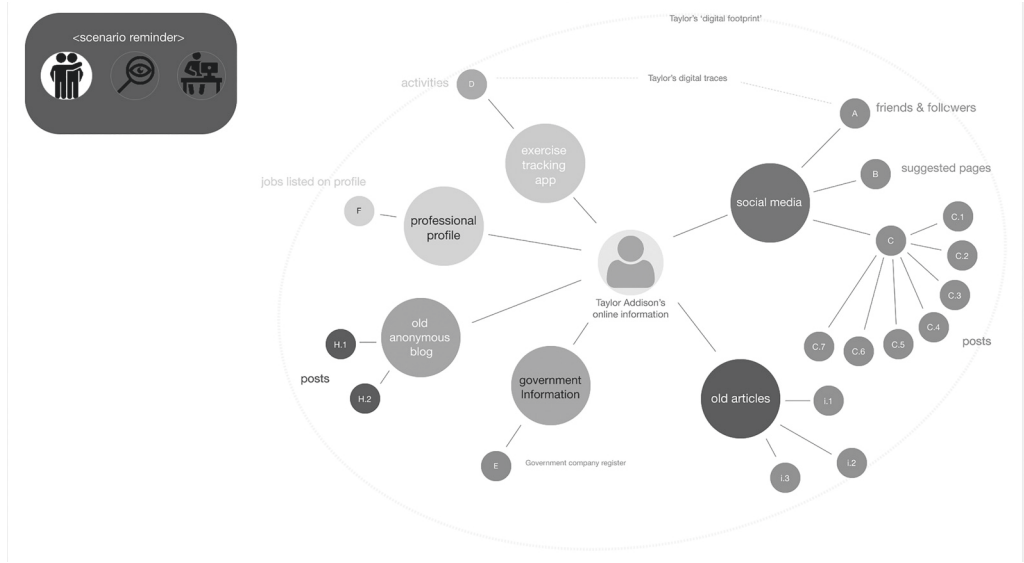 <scenario reminder>
Taylor's 'digital footprint'
activities
D
Taylor's digital traces
A
friends & followers
exercise
tracking
app
B
suggested pages
jobs listed on profile
F
professional
profile
social media
C
C.1
C.2
C.3
C.4
C.5
C.6
C.7
posts
Taylor Addison's
online information
old
anonymous
blog
H.1
posts
H.2
government
Information
E
Government company register
old articles
i.1
i.2
i.3